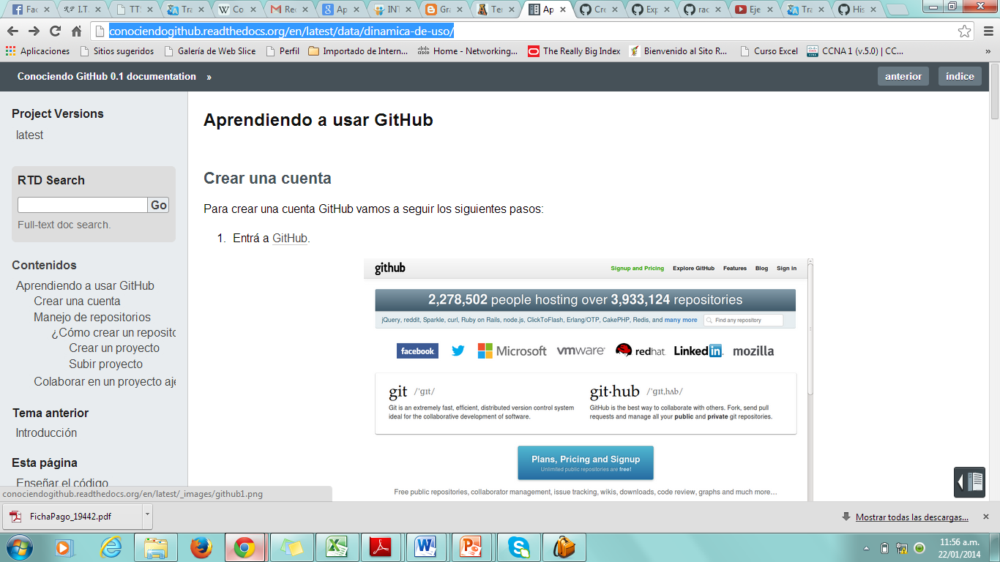 Fac
I.T.
TTS
Tra
Co
Rec
Ap
INT
Gra
Ter
Ap
Cre
Exp
rac
Eje
Tra
His
conociendogithub.readthedocs.org/en/latest/data/dinamica-de-uso/
Aplicaciones
Sitios sugeridos
Galería de Web Slice
Perfil
Importado de Intern...
Home - Networking...
The Really Big Index
Bienvenido al Sito R...
Curso Excel
CCNA 1 (v.5.0) | CC...
»
Conociendo GitHub 0.1 documentation »
anterior
índice
Project Versions
latest
RTD Search
Go
Full-text doc search.
Contenidos
Aprendiendo a usar GitHub
Crear una cuenta
Manejo de repositorios
¿Cómo crear un reposito
Crear un proyecto
Subir proyecto
Colaborar en un proyecto aje
Tema anterior
Introducción
Esta página
Enseñar el código
Aprendiendo a usar GitHub
Crear una cuenta
Para crear una cuenta GitHub vamos a seguir los siguientes pasos:
1. Entrá a GitHub.
github
Signup and Pricing Explore GitHub Features Blog Sign in
2,278,502 people hosting over 3,933,124 repositories
jQuery, reddit, Sparkle, curl, Ruby on Rails, node.js, ClickToFlash, Erlang/OTP, CakePHP, Redis, and many more
Find any repository
facebook
Microsoft
vmware
redhat.
Linked in.
mozilla
git /ˈgɪt/
Git is an extremely fast, efficient, distributed version control system
ideal for the collaborative development of software.
git·hub /ˈgɪt,hʌb/
GitHub is the best way to collaborate with others. Fork, send pull
requests and manage all your public and private git repositories.
Plans, Pricing and Signup
Unlimited public repositories are free!
Free public repositories, collaborator management, issue tracking, wikis, downloads, code review, graphs and much more…
conociendogithub.readthedocs.org/en/latest/_images/github1.png
FichaPago_19442.pdf
Mostrar todas las descargas...
11:56 a.m.
22/01/2014